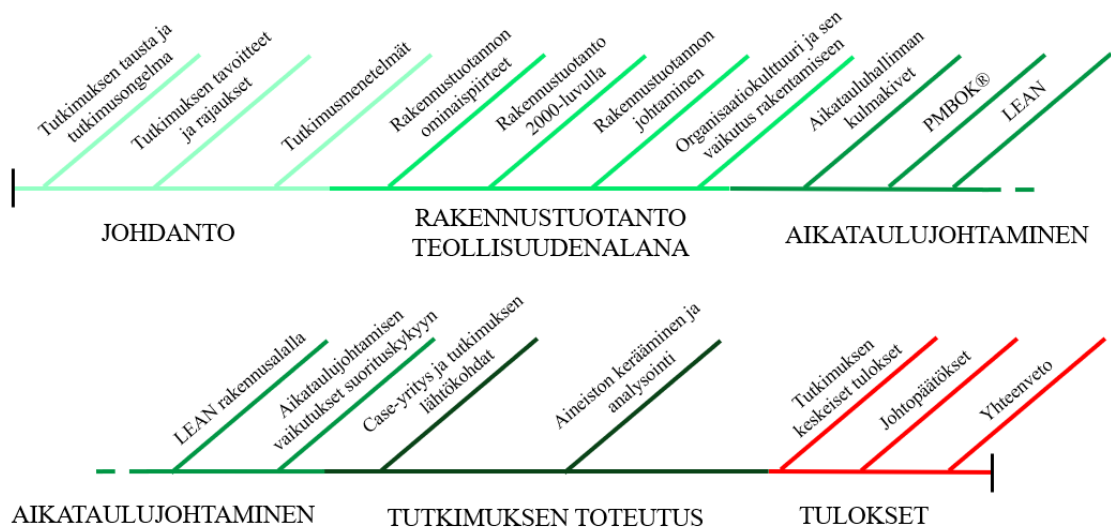 Tutkimuksen tausta ja
tutkimusongelma
Tutkimuksen tavoitteet
ja rajaukset
Tutkimusmenetelmät
Rakennustuotannon
ominaispiirteet
Rakennustuotanto
2000-luvulla
Rakennustuotannon
johtaminen
Organisaatiokulttuuri ja sen
vaikutus rakentamiseen
Aikatauluhallinnan
kulmakivet
PMBOK®
LEAN
JOHDANTO
RAKENNUSTUOTANTO
TEOLLISUUDENALANA
AIKATAULUJOHTAMINEN
LEAN rakennusalalla
Aikataulujohtamisen
vaikutukset suorituskykyyn
Case-yritys ja tutkimuksen
lähtökohdat
Aineiston kerääminen ja
analysointi
Tutkimuksen
keskeiset tulokset
Johtopäätökset
Yhteenveto
AIKATAULUJOHTAMINEN
TUTKIMUKSEN TOTEUTUS
TULOKSET